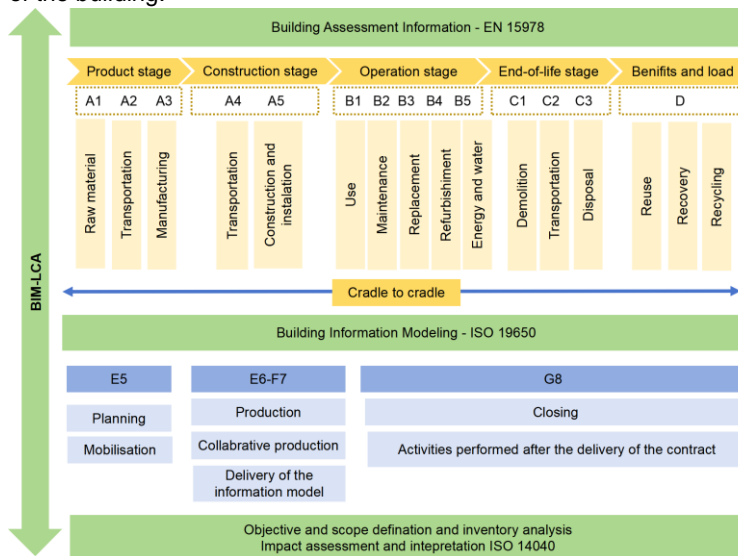 of the building.
Building Assessment Information - EN 15978
Product stage
Construction stage
Operation stage
End-of-life stage
Benifits and load
A1 A2 A3
A4 A5
B1 B2 B3 B4 B5
C1 C2 C3
D
Raw material
Transportation
Manufacturing
Transportation
Construction and
instalation
Use
Maintenance
Replacement
Refurbishiment
Energy and water
Demolition
Transportation
Disposal
Reuse
Recovery
Recycling
BIM-LCA
Cradle to cradle
Building Information Modeling - ISO 19650
E5
E6-F7
G8
Planning
Production
Closing
Mobilisation
Collabrative production
Activities performed after the delivery of the contract
Delivery of the
information model
Objective and scope defination and inventory analysis
Impact assessment and intepretation ISO 14040